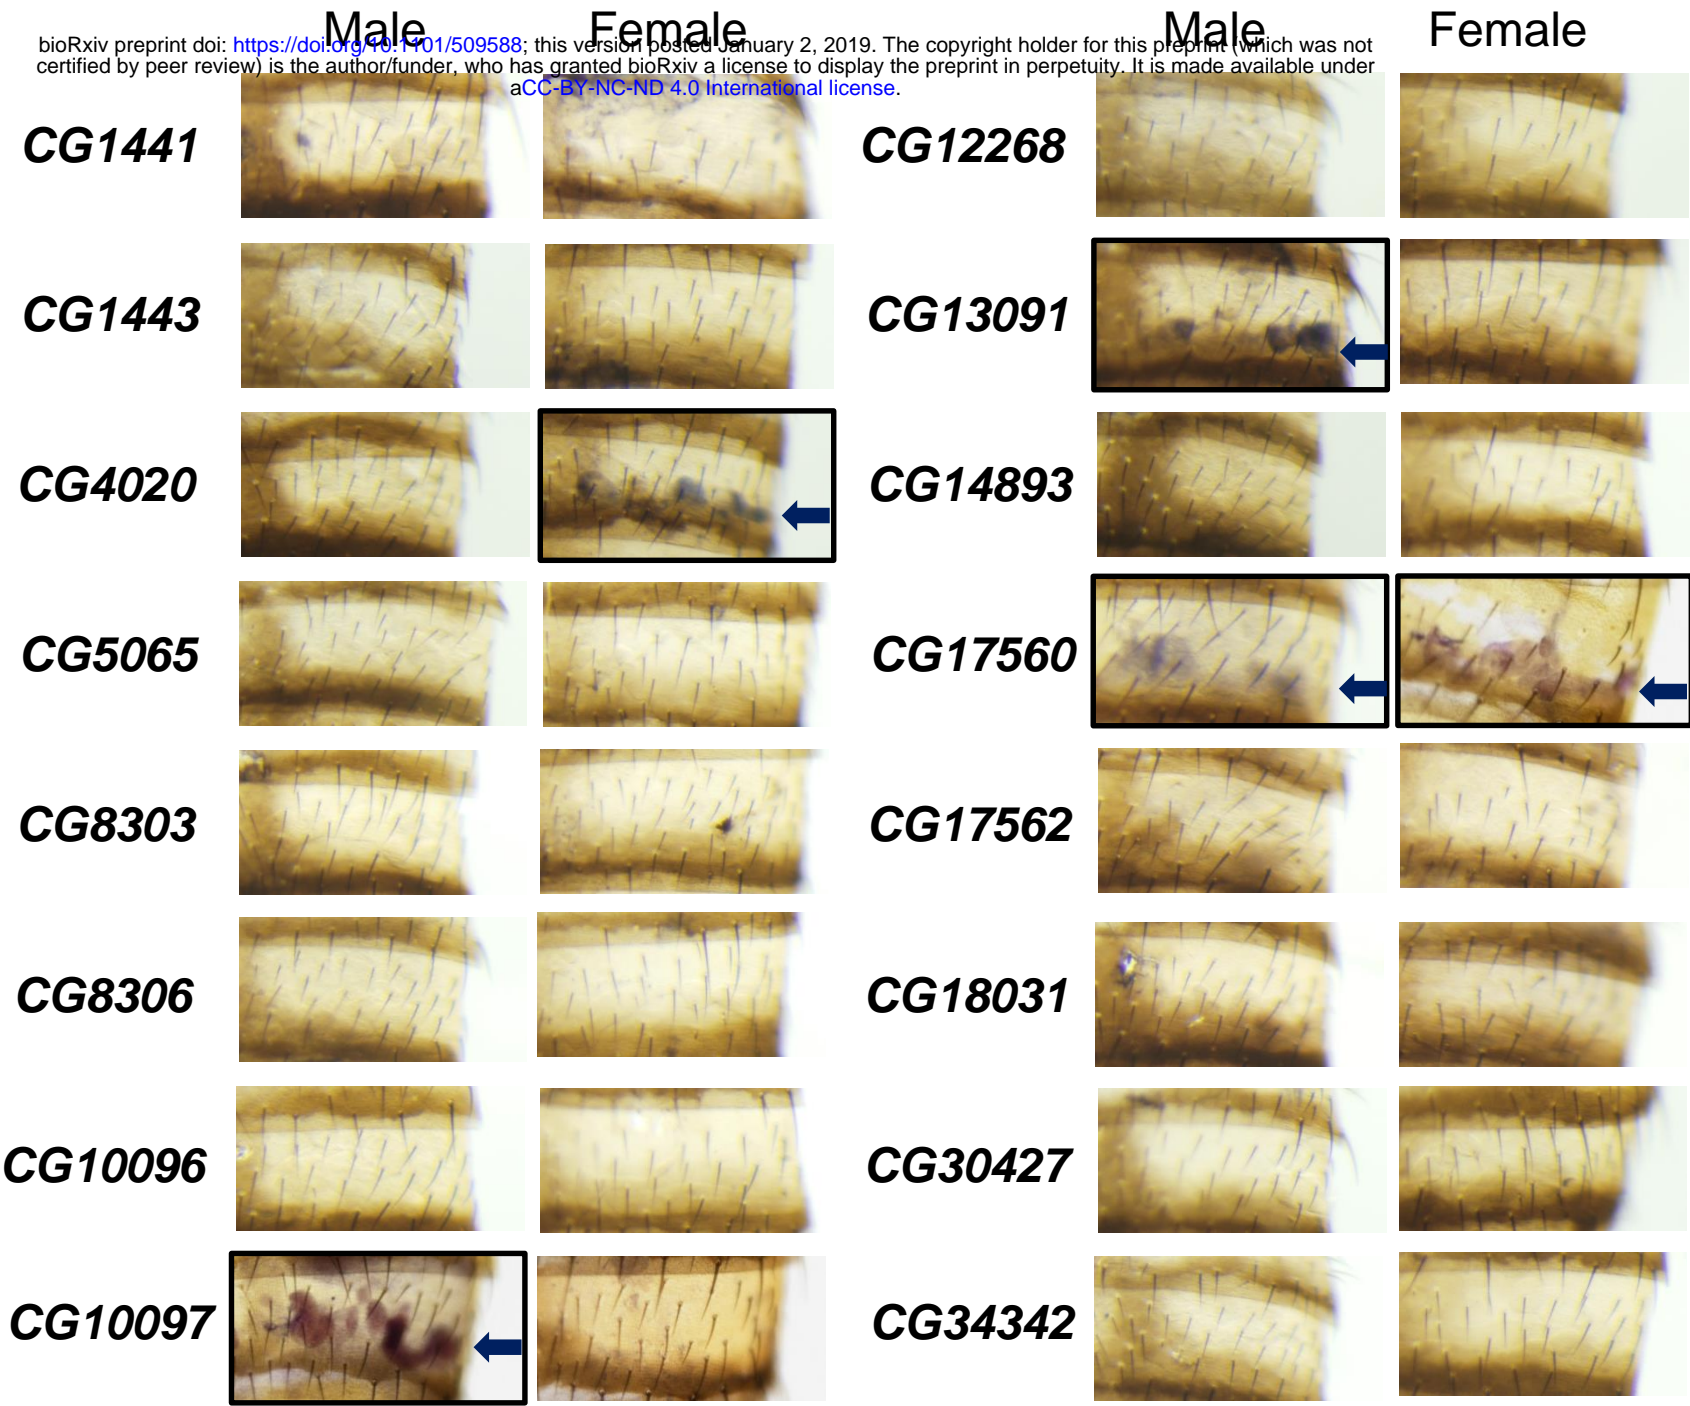 Male Female Male Female
bioRxiv preprint doi: https://doi.org/10.1101/509588; this version posted January 2, 2019. The copyright holder for this preprint (which was not
certified by peer review) is the author/funder, who has granted bioRxiv a license to display the preprint in perpetuity. It is made available under
aCC-BY-NC-ND 4.0 International license.
CG1441 CG12268
CG1443 CG13091
CG4020 CG14893
CG5065 CG17560
CG8303 CG17562
CG8306 CG18031
CG10096 CG30427
CG10097 CG34342